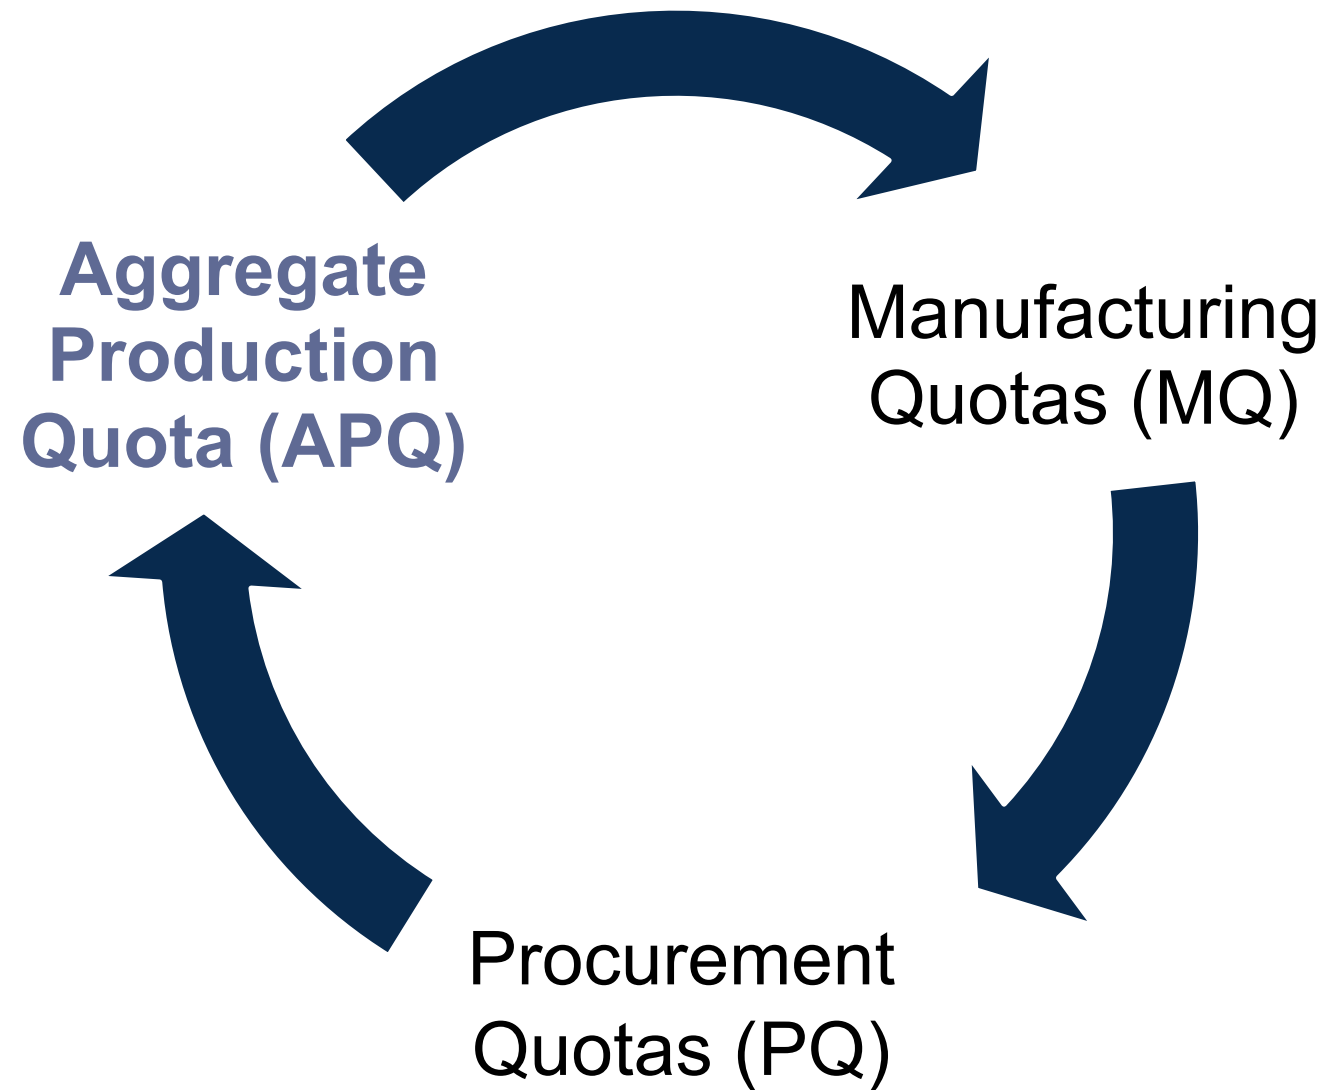 Aggregate
Production
Quota (APQ)
Manufacturing
Quotas (MQ)
Procurement
Quotas (PQ)